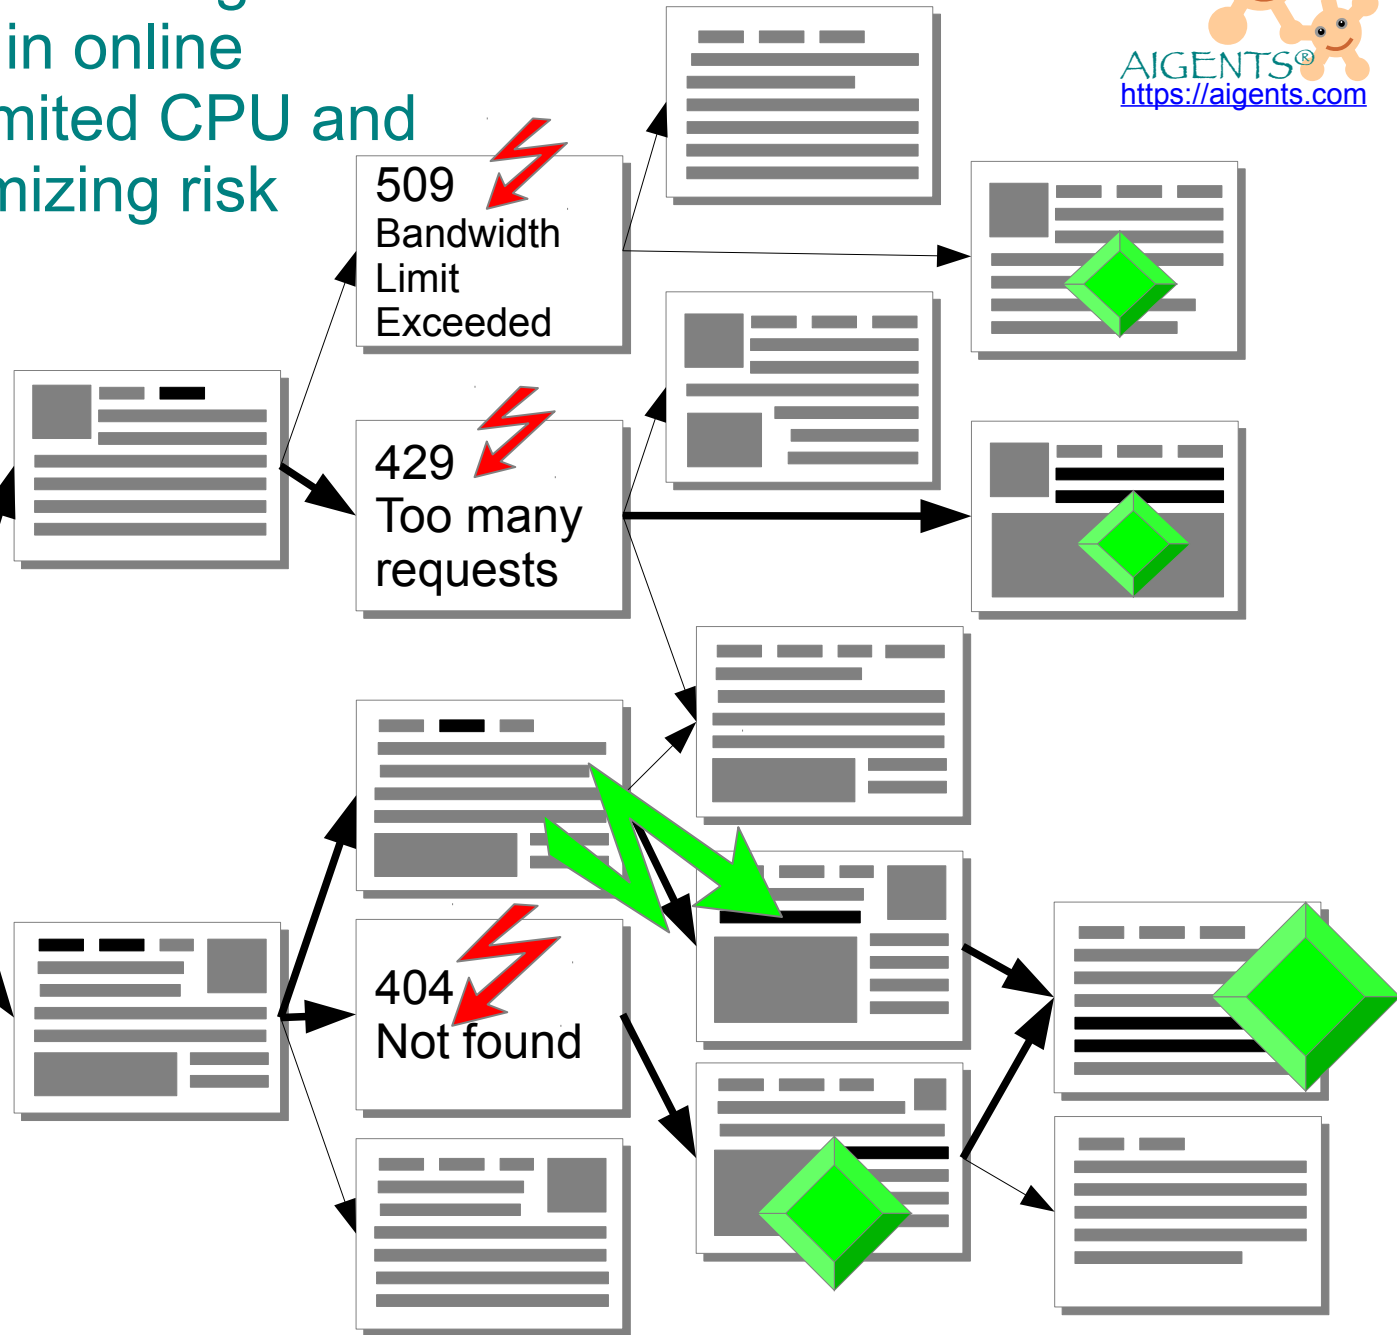 in online
mited CPU and
mizing risk
AIGENTS®
https://aigents.com
509
Bandwidth
Limit
Exceeded
429
Too many
requests
404
Not found